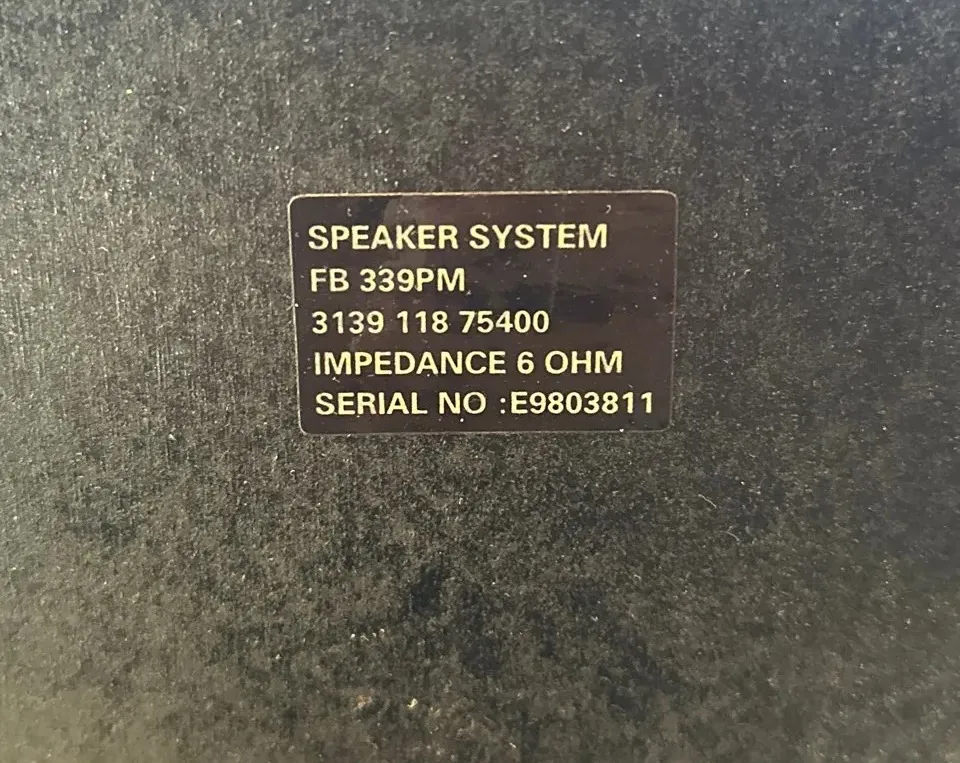 SPEAKER SYSTEM
FB 339PM
3139 118 75400
IMPEDANCE 6 OHM
SERIAL NO :E9803811